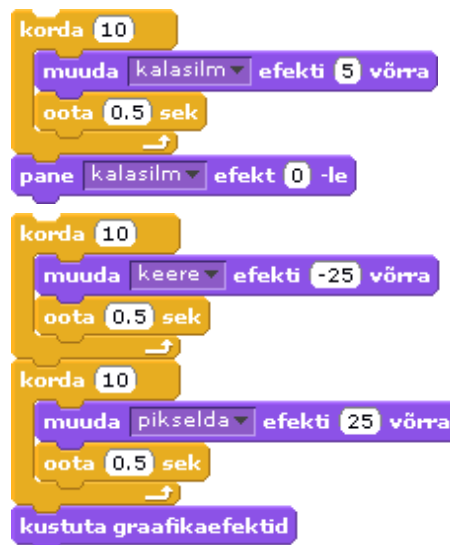 korda 10
muuda kalasilm efekti 5 võrra
oota 0.5 sek
pane kalasilm efekt 0 -le
korda 10
muuda keere efekti -25 võrra
oota 0.5 sek
korda 10
muuda pikselda efekti 25 võrra
oota 0.5 sek
kustuta graafikaefektid